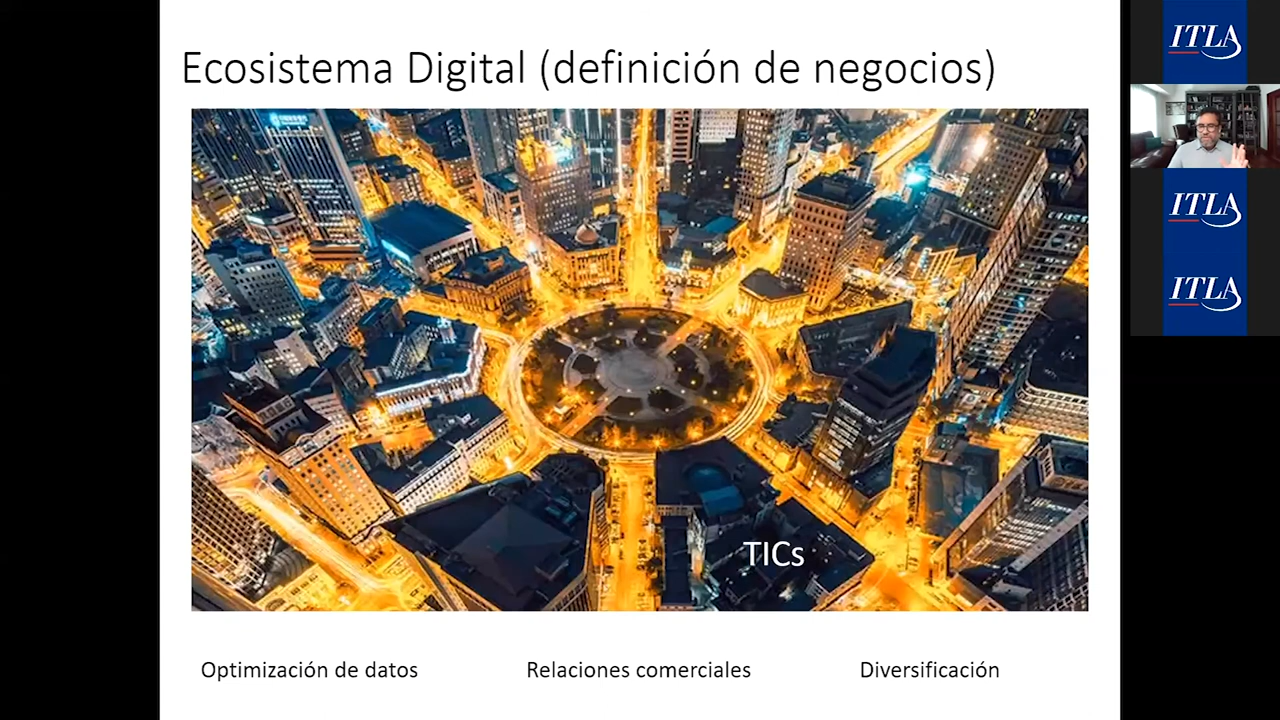 Ecosistema Digital (definición de negocios)
TICs
Optimización de datos
Relaciones comerciales
Diversificación
ITLA
ITLA
ITLA